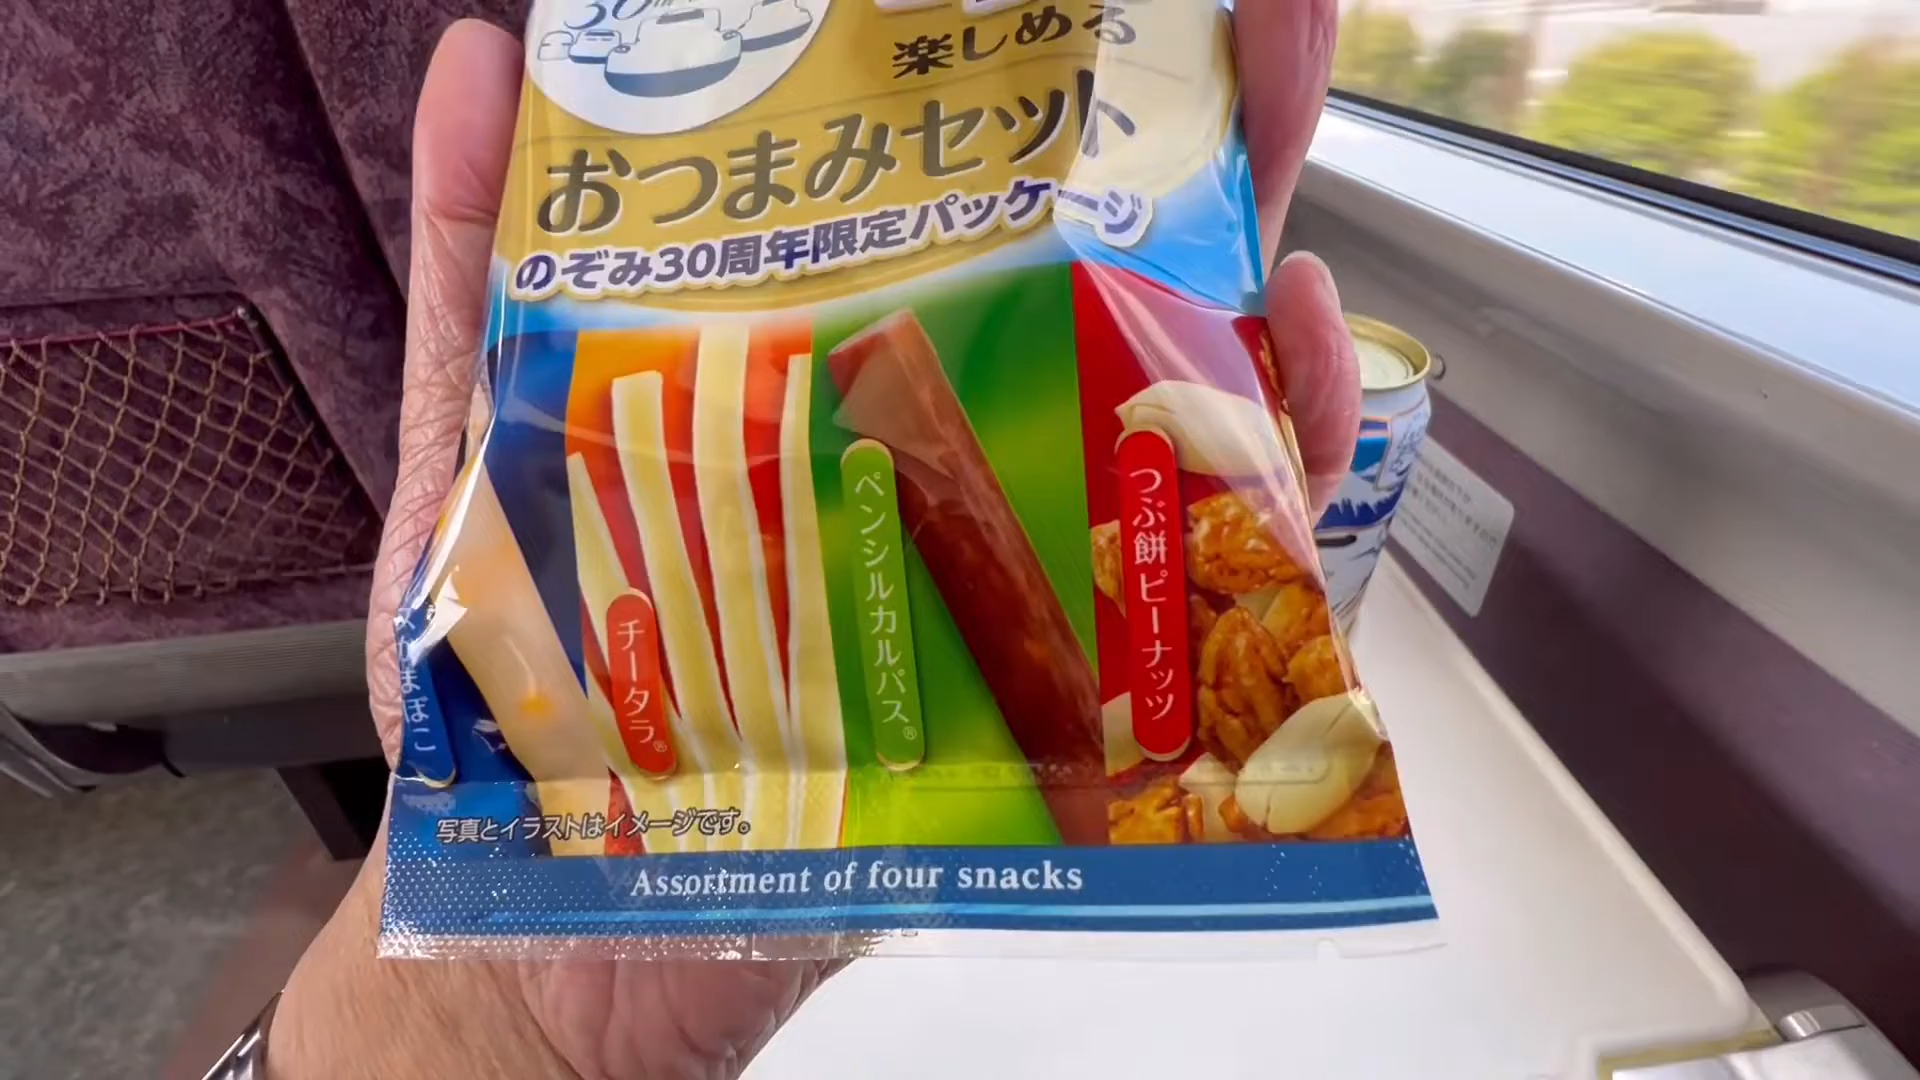 30th
楽しめる
おつまみセット
のぞみ30周年限定パッケージ
チータラ®
ペンシルカルパス®
つぶ餅ピーナッツ
写真とイラストはイメージです。
Assortment of four snacks